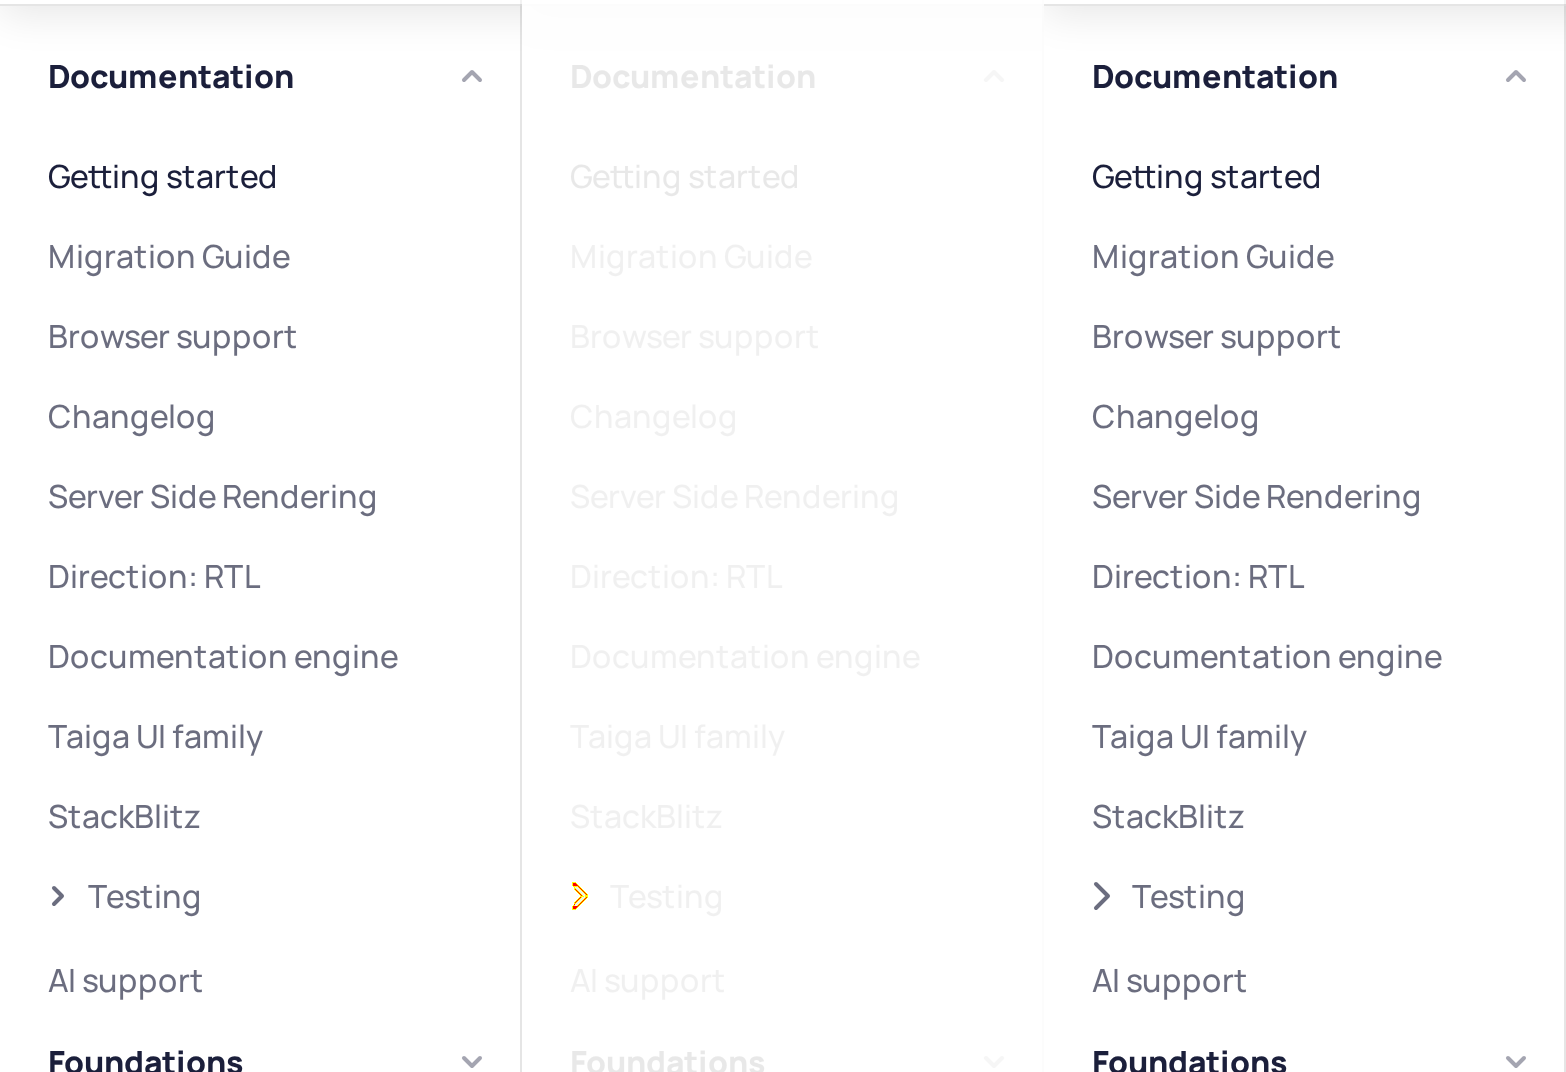 Documentation
Getting started
Migration Guide
Browser support
Changelog
Server Side Rendering
Direction: RTL
Documentation engine
Taiga UI family
StackBlitz
Testing
AI support
Foundations
Documentation
Getting started
Migration Guide
Browser support
Changelog
Server Side Rendering
Direction: RTL
Documentation engine
Taiga UI family
StackBlitz
Testing
AI support
Foundations
Documentation
Getting started
Migration Guide
Browser support
Changelog
Server Side Rendering
Direction: RTL
Documentation engine
Taiga UI family
StackBlitz
Testing
AI support
Foundations